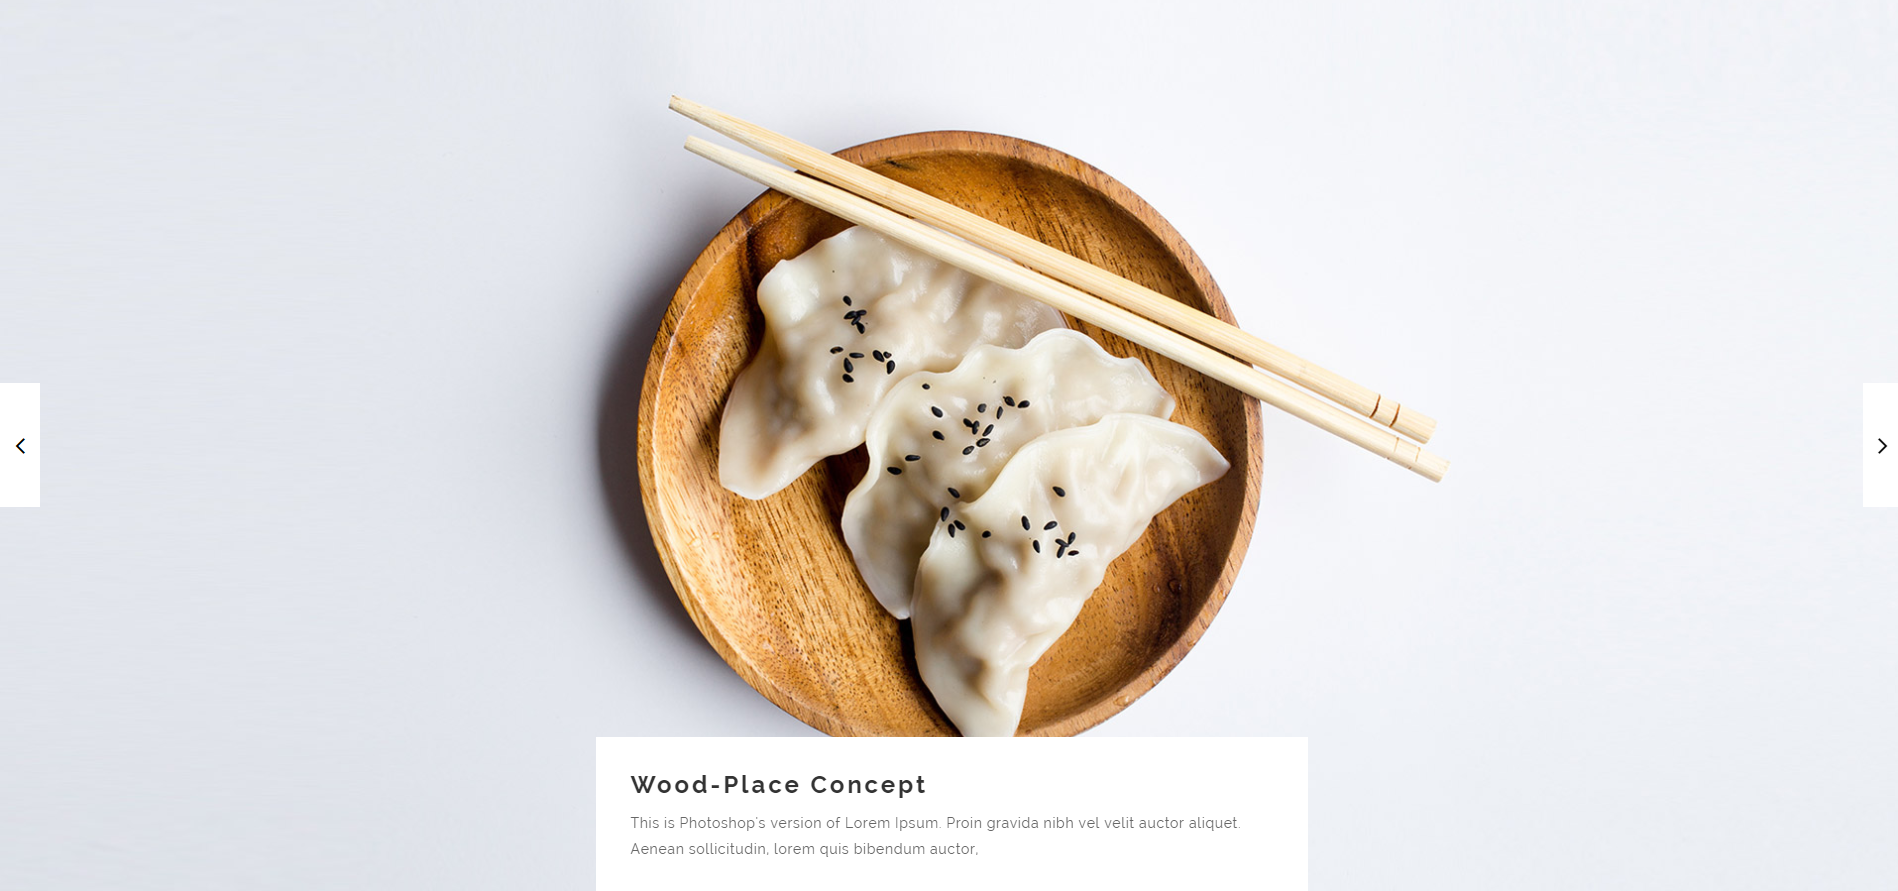 Wood-Place Concept
This is Photoshop's version of Lorem Ipsum. Proin gravida nibh vel velit auctor aliquet.
Aenean sollicitudin, lorem quis bibendum auctor,